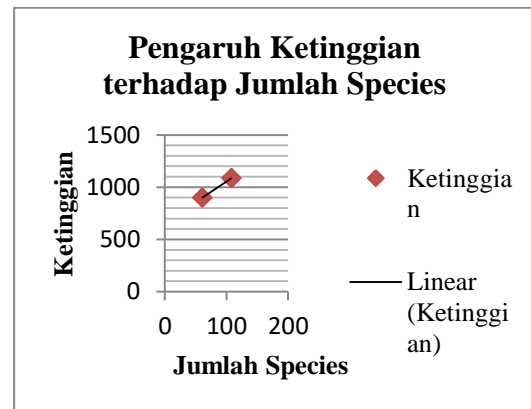 Pengaruh Ketinggian
terhadap Jumlah Species
1500
1000
500
0
0 100 200
Ketinggian
Jumlah Species
Ketinggia
n
Linear
(Ketinggi
an)